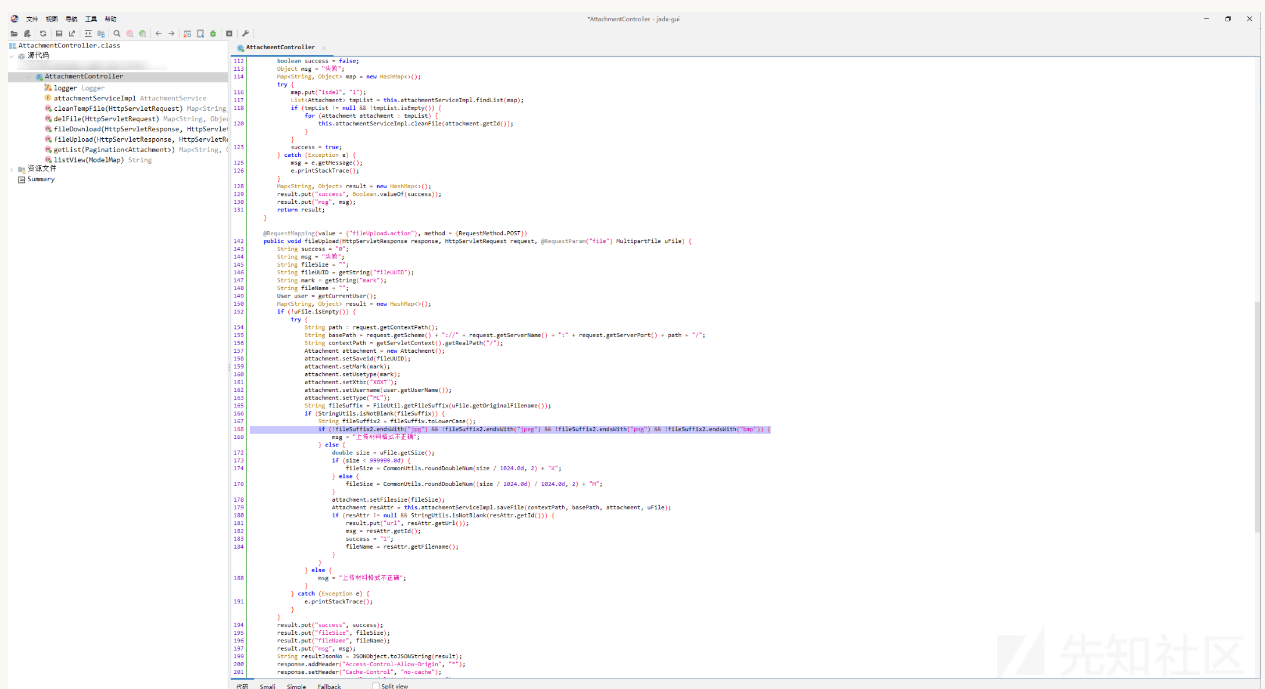 文件 视图 导航 工具 帮助
*AttachmentController - jadx-gui
AttachmentController.class
源代码
AttachmentController
logger Logger
attachmentServiceImpl AttachmentService
cleanTempFile(HttpServletRequest) Map<String
delFile(HttpServletRequest) Map<String, Obje
fileDownload(HttpServletResponse, HttpServlet
fileUpload(HttpServletResponse, HttpServletRe
getList(Pagination<Attachment>) Map<String, O
listView(ModelMap) String
资源文件
Summary
AttachmentController
112 boolean success = false;
113 Object msg = "失败";
114 Map<String, Object> map = new HashMap<>();
try {
116 map.put("isdel", "1");
117 List<Attachment> tmpList = this.attachmentServiceImpl.findList(map);
118 if (tmpList != null && !tmpList.isEmpty()) {
for (Attachment attachment : tmpList) {
120 this.attachmentServiceImpl.cleanFile(attachment.getId());
}
}
123 success = true;
} catch (Exception e) {
125 msg = e.getMessage();
126 e.printStackTrace();
}
128 Map<String, Object> result = new HashMap<>();
129 result.put("success", Boolean.valueOf(success));
130 result.put("msg", msg);
131 return result;
}
@RequestMapping(value = {"fileUpload.action"}, method = {RequestMethod.POST})
142 public void fileUpload(HttpServletResponse response, HttpServletRequest request, @RequestParam("file") MultipartFile uFile) {
143 String success = "0";
144 String msg = "失败";
145 String fileSize = "";
146 String fileUUID = getString("fileUUID");
147 String mark = getString("mark");
148 String fileName = "";
149 User user = getCurrentUser();
150 Map<String, Object> result = new HashMap<>();
152 if (!uFile.isEmpty()) {
try {
154 String path = request.getContextPath();
155 String basePath = request.getScheme() + "://" + request.getServerName() + ":" + request.getServerPort() + path + "/";
156 String contextPath = getServletContext().getRealPath("/");
157 Attachment attachment = new Attachment();
158 attachment.setSaveid(fileUUID);
159 attachment.setMark(mark);
160 attachment.setUsetype(mark);
161 attachment.setXtbz("XGXT");
162 attachment.setUsername(user.getUserName());
163 attachment.setType("PC");
165 String fileSuffix = FileUtil.getFileSuffix(uFile.getOriginalFilename());
166 if (StringUtils.isNotBlank(fileSuffix)) {
167 String fileSuffix2 = fileSuffix.toLowerCase();
168 if (!fileSuffix2.endsWith("jpg") && !fileSuffix2.endsWith("jpeg") && !fileSuffix2.endsWith("png") && !fileSuffix2.endsWith("bmp")) {
169 msg = "上传材料格式不正确";
} else {
172 double size = uFile.getSize();
173 if (size < 999999.0d) {
174 fileSize = CommonUtils.roundDoubleNum(size / 1024.0d, 2) + "K";
} else {
176 fileSize = CommonUtils.roundDoubleNum((size / 1024.0d) / 1024.0d, 2) + "M";
}
178 attachment.setFilesize(fileSize);
179 Attachment resAttr = this.attachmentServiceImpl.saveFile(contextPath, basePath, attachment, uFile);
180 if (resAttr != null && StringUtils.isNotBlank(resAttr.getId())) {
181 result.put("url", resAttr.getUrl());
182 msg = resAttr.getId();
183 success = "1";
184 fileName = resAttr.getFilename();
}
}
} else {
188 msg = "上传材料格式不正确";
}
} catch (Exception e) {
191 e.printStackTrace();
}
}
194 result.put("success", success);
195 result.put("fileSize", fileSize);
196 result.put("fileName", fileName);
197 result.put("msg", msg);
199 String resultJsonNo = JSONObject.toJSONString(result);
200 response.addHeader("Access-Control-Allow-Origin", "*");
201 response.setHeader("Cache-Control", "no-cache");
代码 Smali Simple Fallback Split view
先知社区